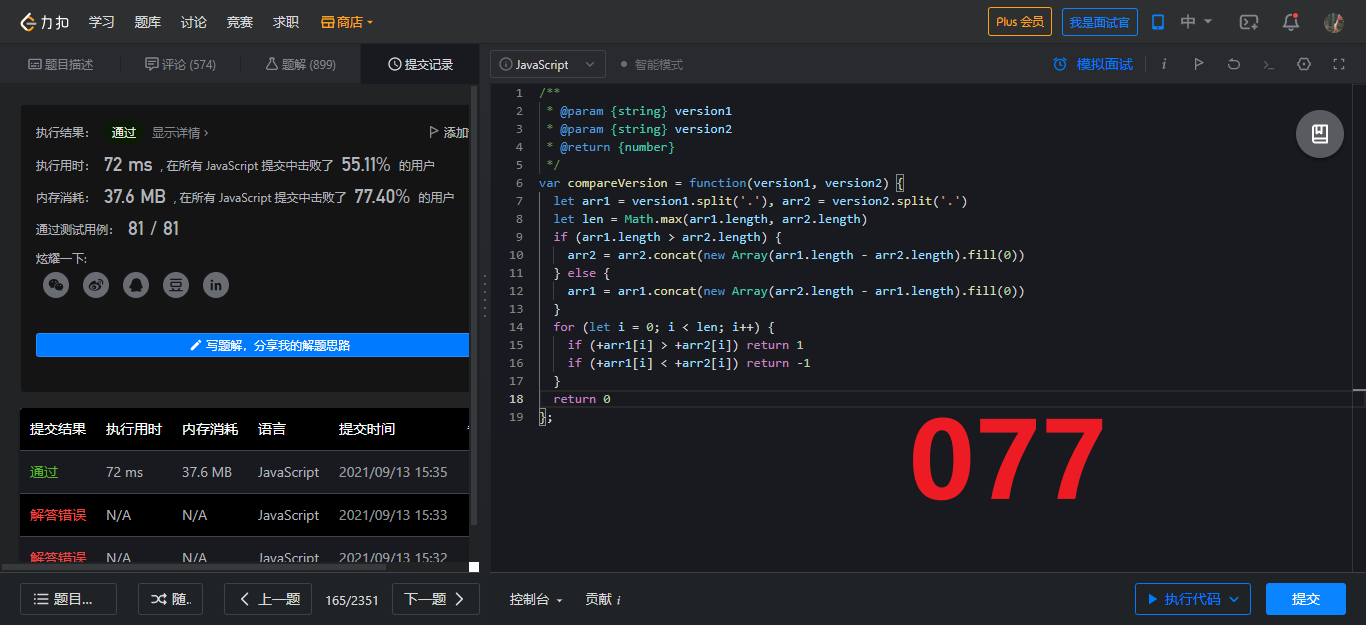 力扣 学习 题库 讨论 竞赛 求职 商店 Plus 会员 我是面试官 中
题目描述 评论 (574) 题解 (899) 提交记录
JavaScript 智能模式 模拟面试 i
执行结果： 通过 显示详情 › 添加
执行用时： 72 ms , 在所有 JavaScript 提交中击败了 55.11% 的用户
内存消耗： 37.6 MB , 在所有 JavaScript 提交中击败了 77.40% 的用户
通过测试用例： 81 / 81
炫耀一下:
豆 in
写题解，分享我的解题思路
提交结果 执行用时 内存消耗 语言 提交时间
通过 72 ms 37.6 MB JavaScript 2021/09/13 15:35
解答错误 N/A N/A JavaScript 2021/09/13 15:33
解答错误 N/A N/A JavaScript 2021/09/13 15:32
1 /**
2 * @param {string} version1
3 * @param {string} version2
4 * @return {number}
5 */
6 var compareVersion = function(version1, version2) {
7 let arr1 = version1.split('.'), arr2 = version2.split('.')
8 let len = Math.max(arr1.length, arr2.length)
9 if (arr1.length > arr2.length) {
10 arr2 = arr2.concat(new Array(arr1.length - arr2.length).fill(0))
11 } else {
12 arr1 = arr1.concat(new Array(arr2.length - arr1.length).fill(0))
13 }
14 for (let i = 0; i < len; i++) {
15 if (+arr1[i] > +arr2[i]) return 1
16 if (+arr1[i] < +arr2[i]) return -1
17 }
18 return 0
19 };
077
题目... 随.. 上一题 165/2351 下一题 控制台 贡献 i 执行代码 提交